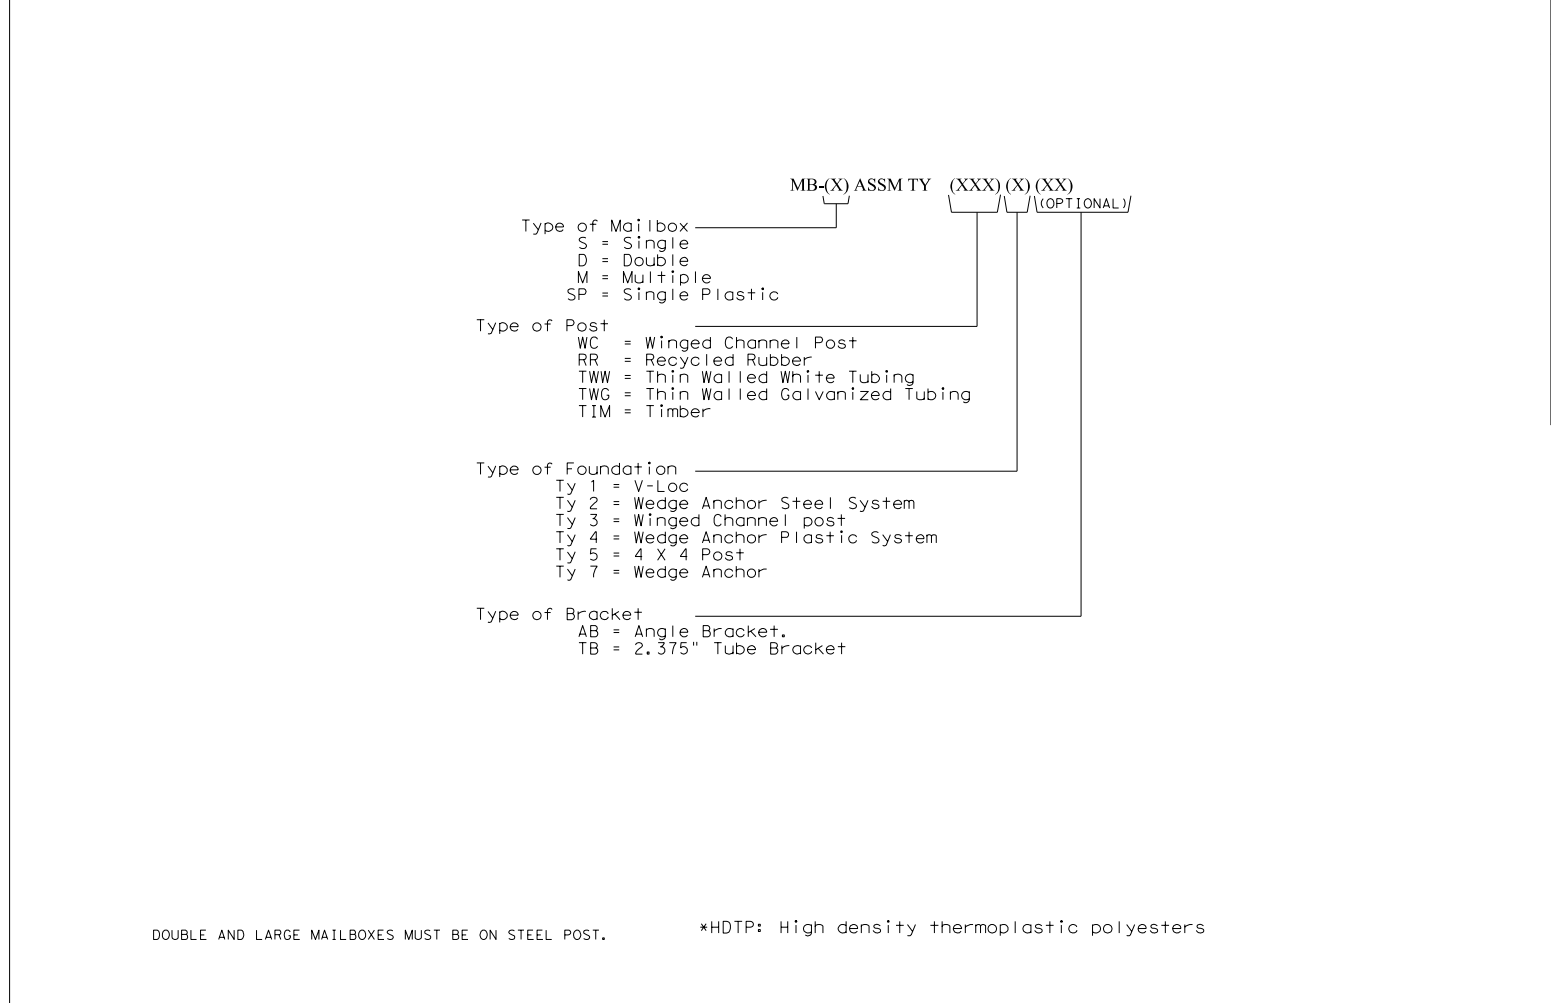 MB-(X) ASSM TY (XXX) (X) (XX)
(OPTIONAL)
Type of Mailbox
S = Single
D = Double
M = Multiple
SP = Single Plastic
Type of Post
WC = Winged Channel Post
RR = Recycled Rubber
TWW = Thin Walled White Tubing
TWG = Thin Walled Galvanized Tubing
TIM = Timber
Type of Foundation
Ty 1 = V-Loc
Ty 2 = Wedge Anchor Steel System
Ty 3 = Winged Channel post
Ty 4 = Wedge Anchor Plastic System
Ty 5 = 4 X 4 Post
Ty 7 = Wedge Anchor
Type of Bracket
AB = Angle Bracket.
TB = 2.375" Tube Bracket
DOUBLE AND LARGE MAILBOXES MUST BE ON STEEL POST.
*HDTP: High density thermoplastic polyesters